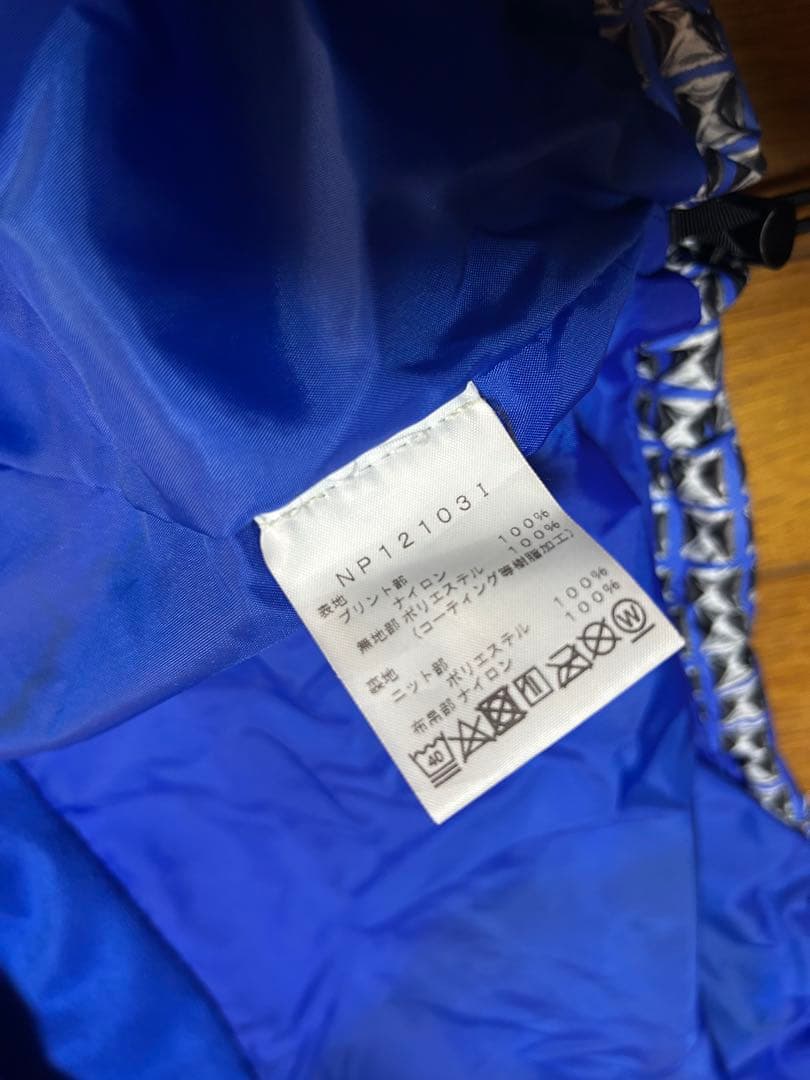 NP12103I
表地
プリント部 ナイロン 100%
無地部 ポリエステル 100%
(コーティング等樹脂加工)
裏地
ニット部 ポリエステル 100%
布帛部 ナイロン 100%
40 W